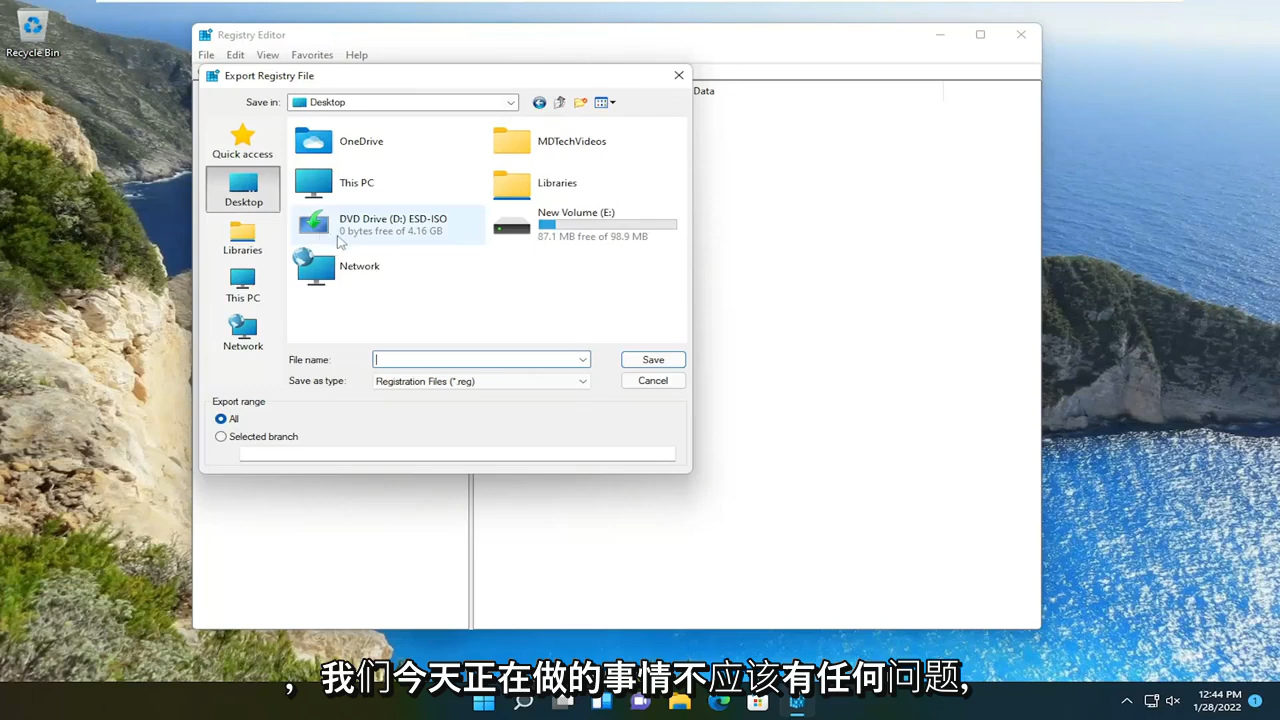 Recycle Bin
Registry Editor
File Edit View Favorites Help
Data
Export Registry File
Save in: Desktop
Quick access
Desktop
Libraries
This PC
Network
OneDrive
MDTechVideos
This PC
Libraries
DVD Drive (D:) ESD-ISO
0 bytes free of 4.16 GB
New Volume (E:)
87.1 MB free of 98.9 MB
Network
File name: Save
Save as type: Registration Files (*.reg) Cancel
Export range
All
Selected branch
,我们今天正在做的事情不应该有任何问题,
12:44 PM
1/28/2022
1